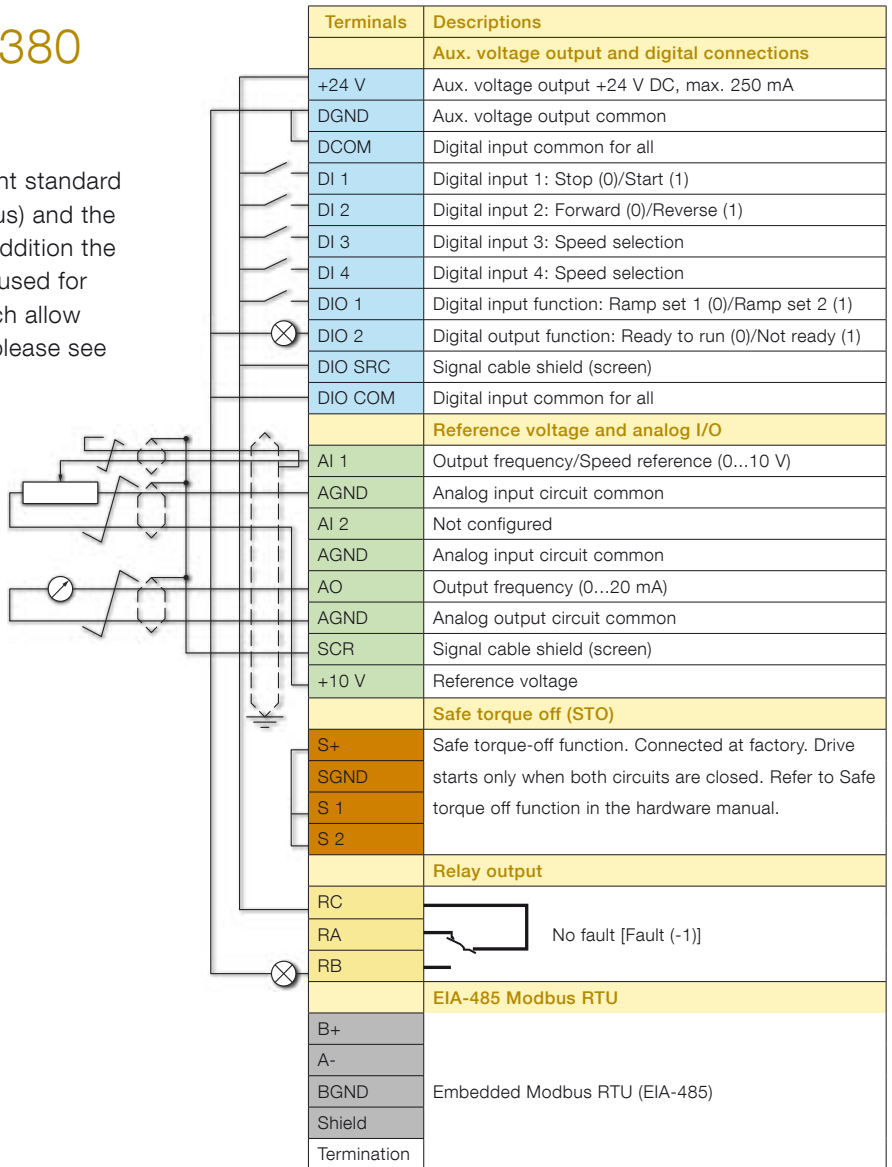 380
nt standard
us) and the
ddition the
used for
ch allow
please see
Terminals Descriptions
Aux. voltage output and digital connections
+24 V Aux. voltage output +24 V DC, max. 250 mA
DGND Aux. voltage output common
DCOM Digital input common for all
DI 1 Digital input 1: Stop (0)/Start (1)
DI 2 Digital input 2: Forward (0)/Reverse (1)
DI 3 Digital input 3: Speed selection
DI 4 Digital input 4: Speed selection
DIO 1 Digital input function: Ramp set 1 (0)/Ramp set 2 (1)
DIO 2 Digital output function: Ready to run (0)/Not ready (1)
DIO SRC Signal cable shield (screen)
DIO COM Digital input common for all
Reference voltage and analog I/O
AI 1 Output frequency/Speed reference (0...10 V)
AGND Analog input circuit common
AI 2 Not configured
AGND Analog input circuit common
AO Output frequency (0...20 mA)
AGND Analog output circuit common
SCR Signal cable shield (screen)
+10 V Reference voltage
Safe torque off (STO)
S+ Safe torque-off function. Connected at factory. Drive
SGND starts only when both circuits are closed. Refer to Safe
S 1 torque off function in the hardware manual.
S 2
Relay output
RC
RA No fault [Fault (-1)]
RB
EIA-485 Modbus RTU
B+
A-
BGND Embedded Modbus RTU (EIA-485)
Shield
Termination